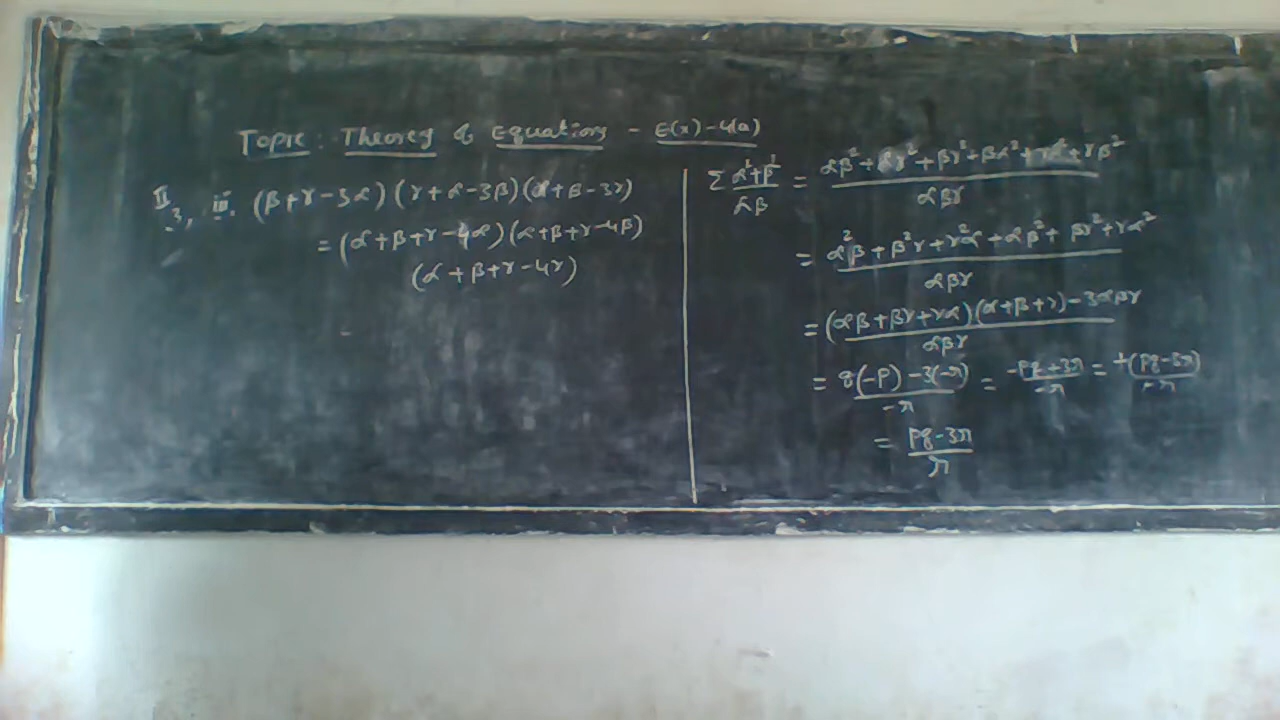 Topic: Theory of Equations - E(x)-4(a)
II 3, iii. (β+γ-3α)(γ+α-3β)(α+β-3γ)
= (α+β+γ-4α)(α+β+γ-4β)
(α+β+γ-4γ)
Σ (α²+β²)/(αβ) = (αβ²+αγ²+βγ²+βα²+γα²+γβ²)/(αβγ)
= (α²β+β²γ+γ²α+αβ²+βγ²+γα²)/(αβγ)
= ((αβ+βγ+γα)(α+β+γ)-3αβγ)/(αβγ)
= (q(-p)-3(-r))/(-r) = (-pq+3r)/(-r) = +(pq-3r)/(+r)
= (pq-3r)/r